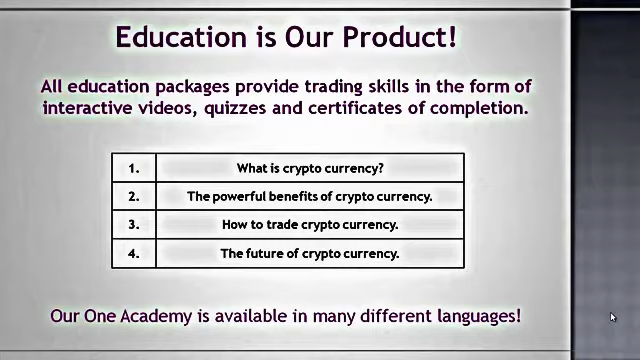 Education is Our Product!
All education packages provide trading skills in the form of
interactive videos, quizzes and certificates of completion.
1. What is crypto currency?
2. The powerful benefits of crypto currency.
3. How to trade crypto currency.
4. The future of crypto currency.
Our One Academy is available in many different languages!